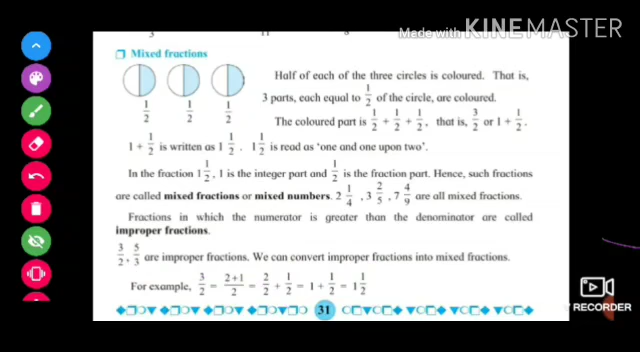 Made with KINEMASTER
3 11 8
❐ Mixed fractions
1/2 1/2 1/2
Half of each of the three circles is coloured. That is,
3 parts, each equal to 1/2 of the circle, are coloured.
The coloured part is 1/2 + 1/2 + 1/2, that is, 3/2 or 1 + 1/2.
1 + 1/2 is written as 1 1/2. 1 1/2 is read as ‘one and one upon two’.
In the fraction 1 1/2, 1 is the integer part and 1/2 is the fraction part. Hence, such fractions
are called mixed fractions or mixed numbers. 2 1/4, 3 2/5, 7 4/9 are all mixed fractions.
Fractions in which the numerator is greater than the denominator are called
improper fractions.
3/2, 5/3 are improper fractions. We can convert improper fractions into mixed fractions.
For example, 3/2 = 2+1/2 = 2/2 + 1/2 = 1 + 1/2 = 1 1/2
31
RECORDER